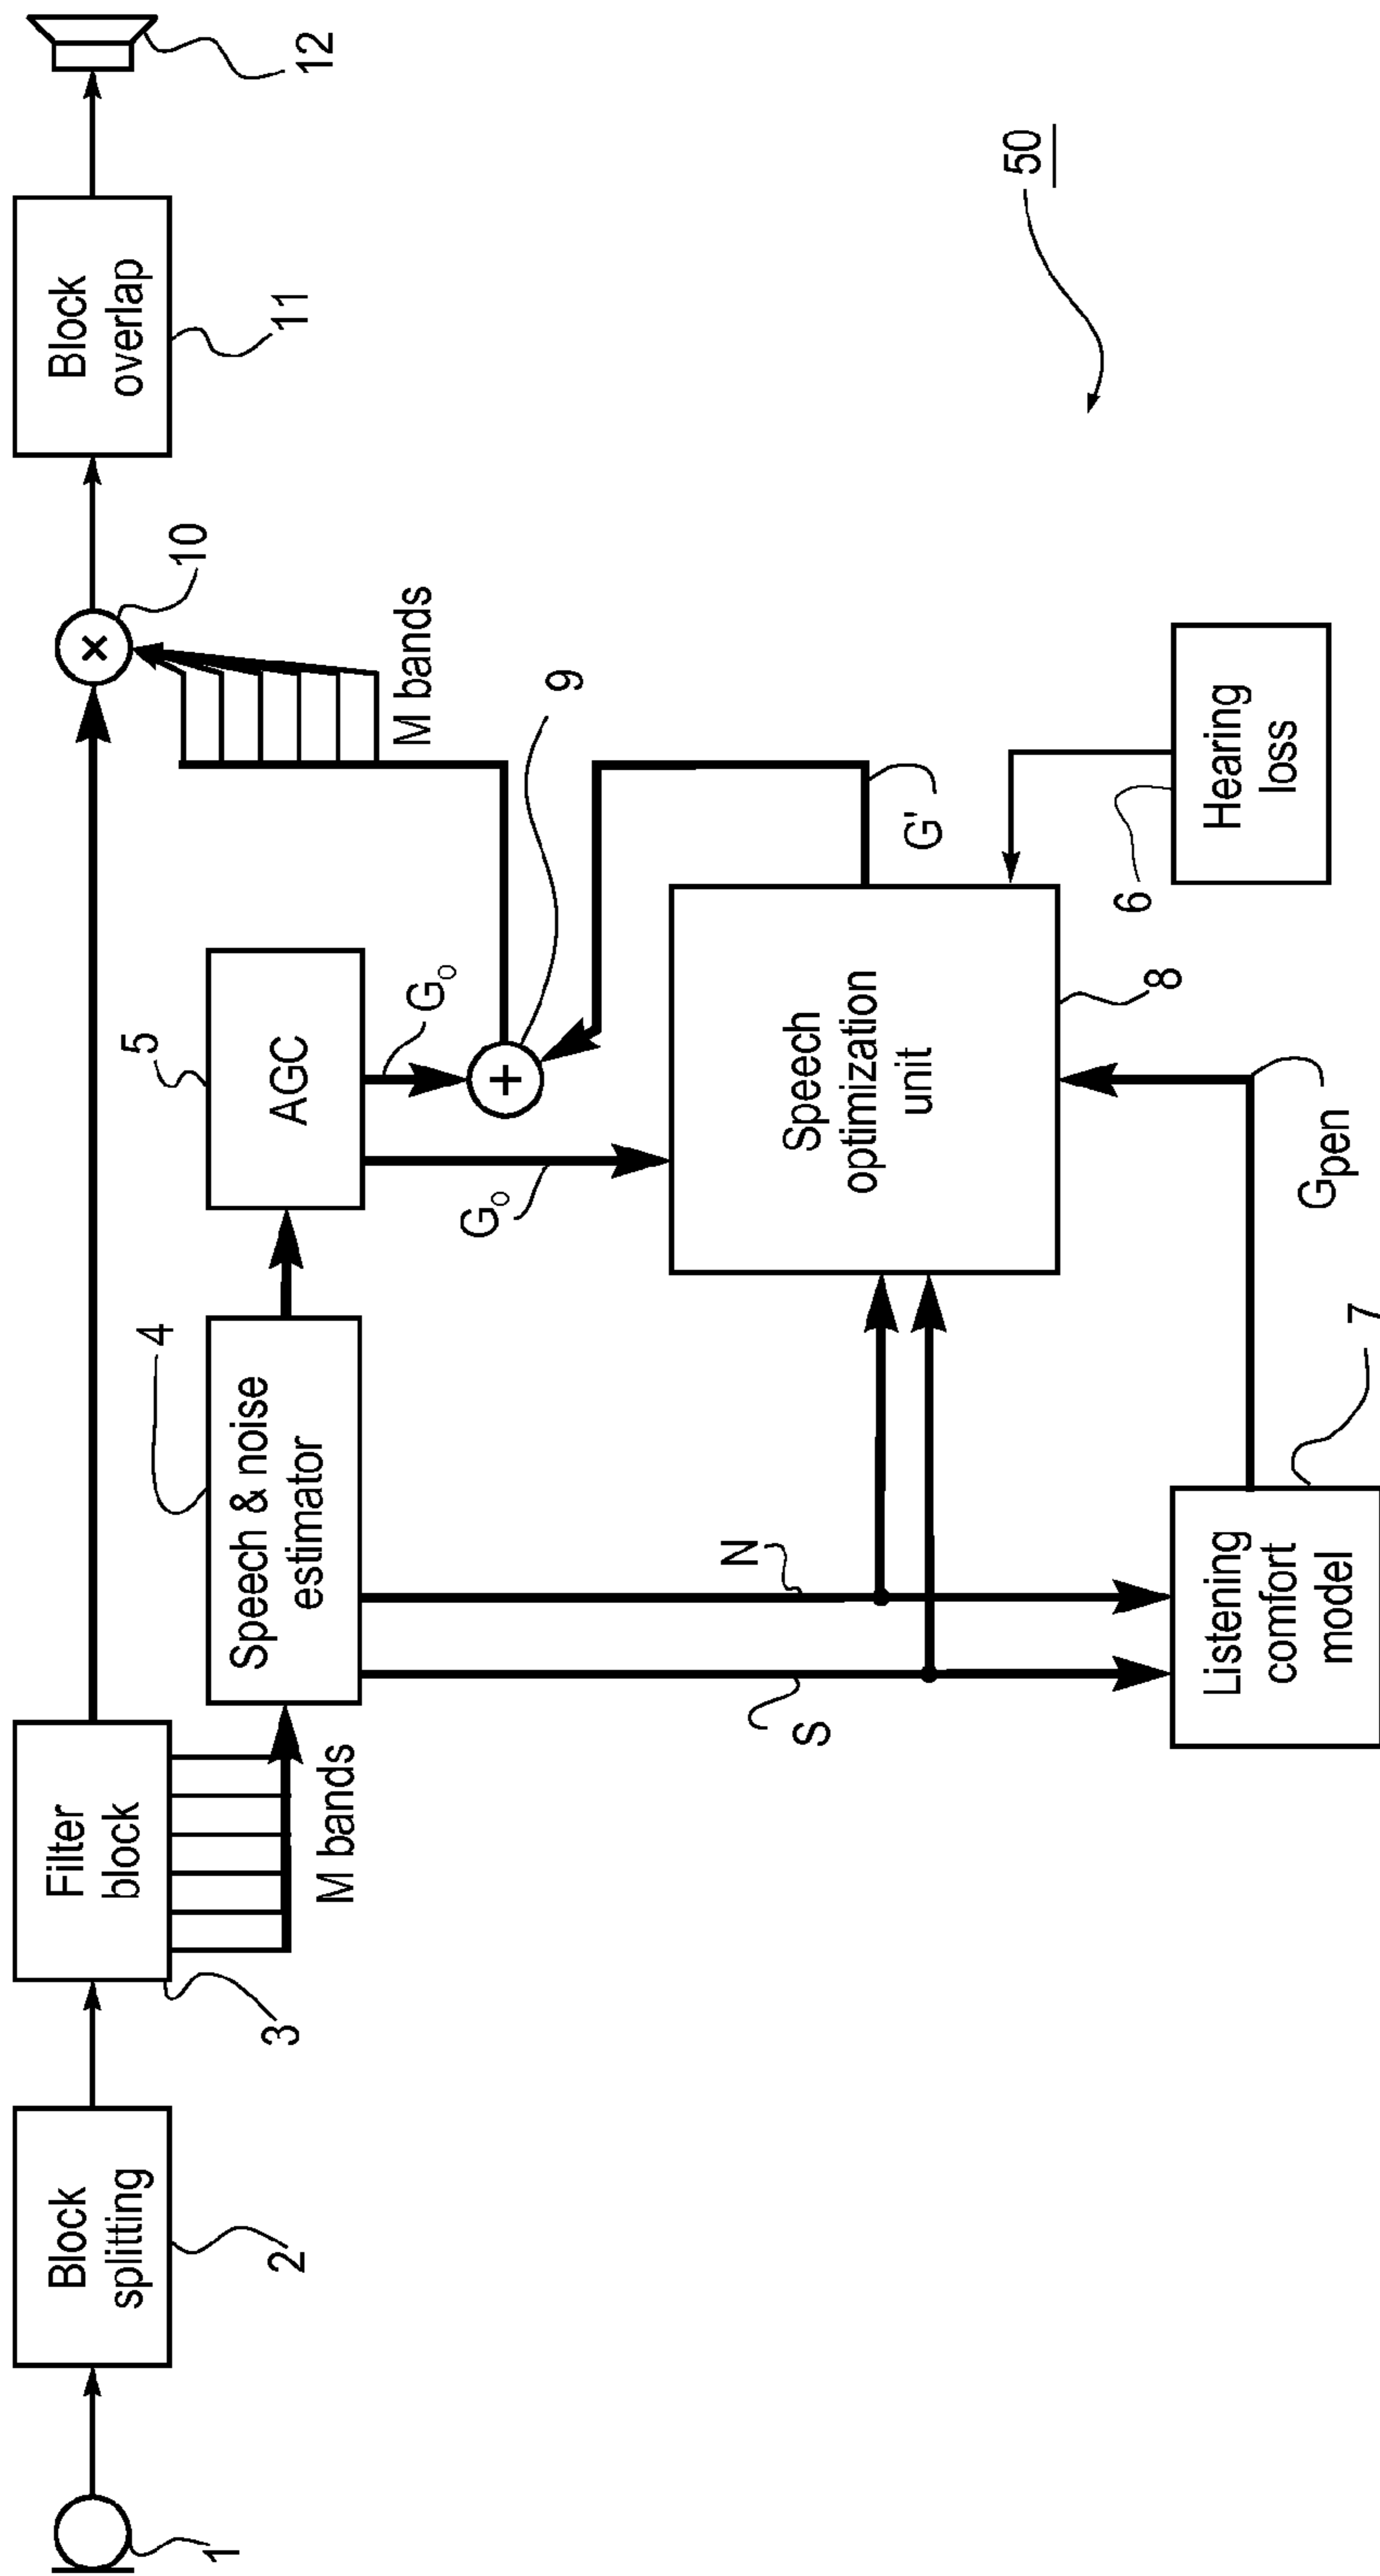 1
Block
splitting
2
Filter
block
3
M bands
Speech & noise
estimator
4
AGC
5
G₀
G₀
9
M bands
10
Block
overlap
11
12
N
S
Speech
optimization
unit
8
G'
Listening
comfort
model
7
Gpen
Hearing
loss
6
50